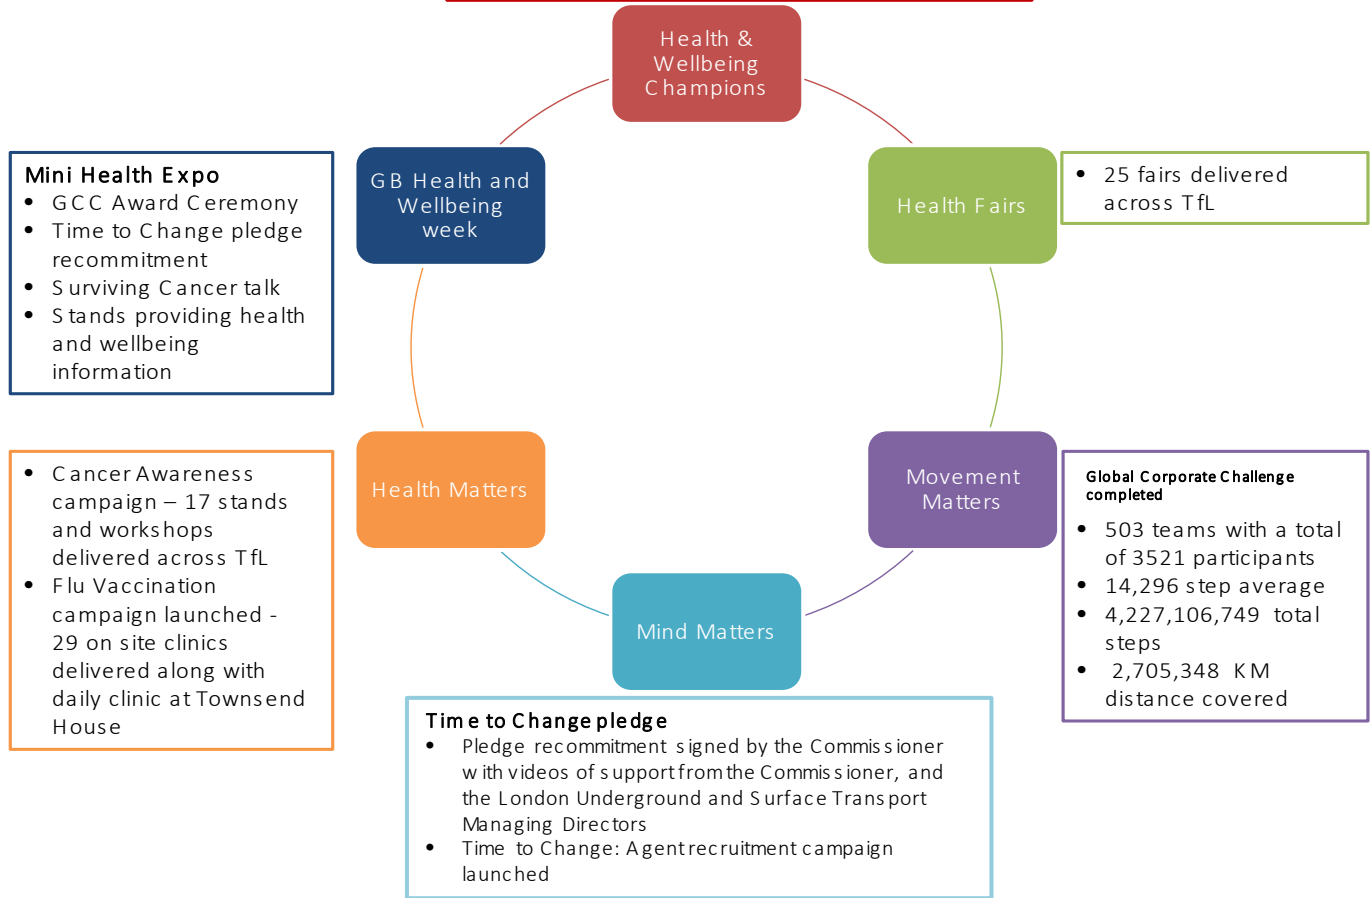 Health &
Wellbeing
Champions
GB Health and
Wellbeing
week
Mini Health Expo
• GCC Award Ceremony
• Time to Change pledge
recommitment
• Surviving Cancer talk
• Stands providing health
and wellbeing
information
Health Fairs
• 25 fairs delivered
across TfL
Health Matters
• Cancer Awareness
campaign – 17 stands
and workshops
delivered across TfL
• Flu Vaccination
campaign launched -
29 on site clinics
delivered along with
daily clinic at Townsend
House
Movement
Matters
Global Corporate Challenge
completed
• 503 teams with a total
of 3521 participants
• 14,296 step average
• 4,227,106,749 total
steps
• 2,705,348 KM
distance covered
Mind Matters
Time to Change pledge
• Pledge recommitment signed by the Commissioner
with videos of support from the Commissioner, and
the London Underground and Surface Transport
Managing Directors
• Time to Change: Agent recruitment campaign
launched